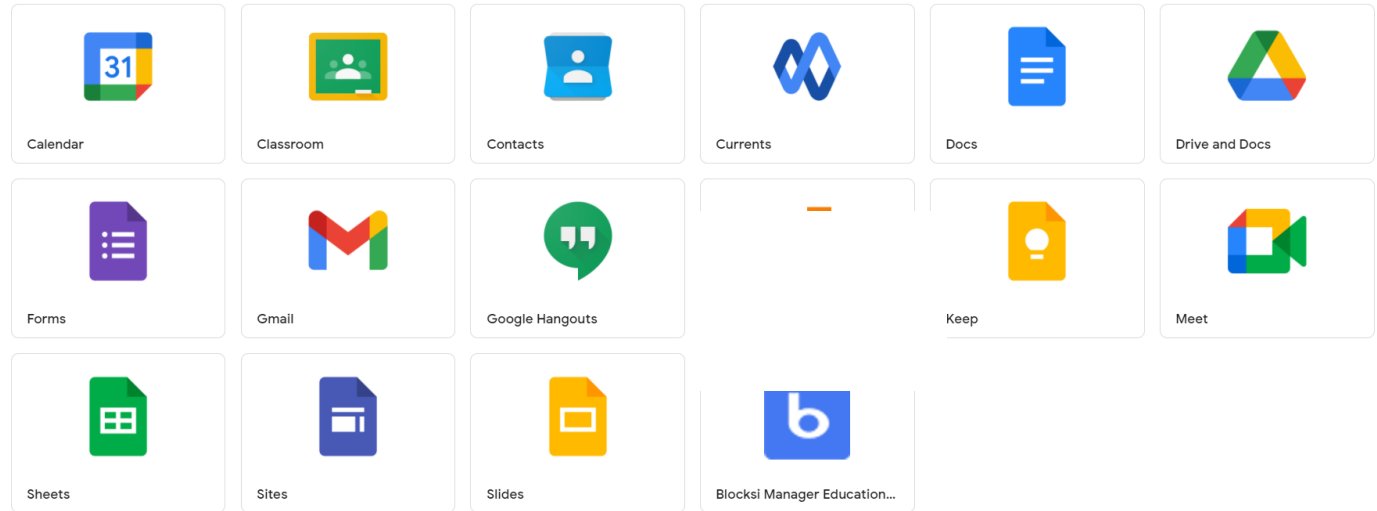 31
Calendar
Classroom
Contacts
Currents
Docs
Drive and Docs
Forms
Gmail
Google Hangouts
Keep
Meet
Sheets
Sites
Slides
b
Blocksi Manager Education...